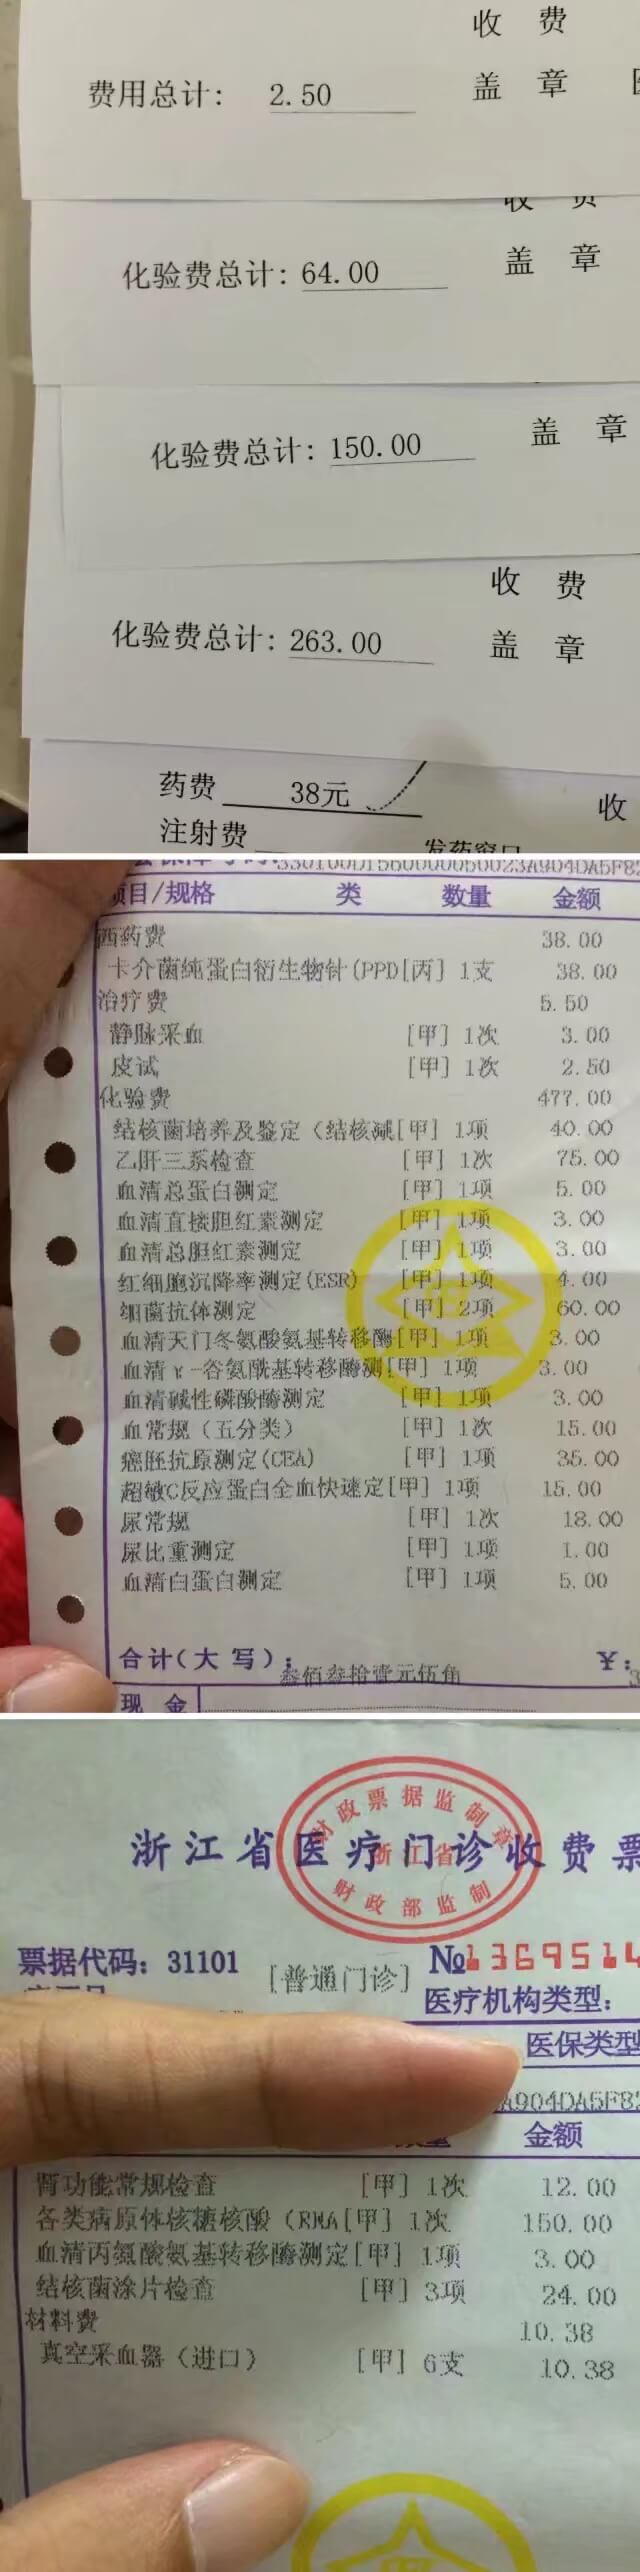 收 费
费用总计： 2.50
盖 章 医
收 费
化验费总计：64.00
盖 章
化验费总计：150.00
盖 章
收 费
化验费总计：263.00
盖 章
药费 38元
收
注射费
发药窗口
项目/规格 类 数量 金额
西药费 38.00
卡介菌纯蛋白衍生物针(PPD[丙] 1支 38.00
治疗费 5.50
静脉采血 [甲] 1次 3.00
皮试 [甲] 1次 2.50
化验费 477.00
结核菌培养及鉴定（结核减[甲] 1项 40.00
乙肝三系检查 [甲] 1次 75.00
血清总蛋白测定 [甲] 1项 5.00
血清直接胆红素测定 [甲] 1项 3.00
血清总胆红素测定 [甲] 1项 3.00
红细胞沉降率测定(ESR) [甲] 1项 4.00
细菌抗体测定 [甲] 2项 60.00
血清天门冬氨酸氨基转移酶[甲] 1项 3.00
血清γ-谷氨酰基转移酶测[甲] 1项 3.00
血清碱性磷酸酶测定 [甲] 1项 3.00
血常规（五分类） [甲] 1次 15.00
癌胚抗原测定(CEA) [甲] 1项 35.00
超敏C反应蛋白全血快速定[甲] 1项 15.00
尿常规 [甲] 1次 18.00
尿比重测定 [甲] 1项 1.00
血清白蛋白测定 [甲] 1项 5.00
合计(大 写)： 叁佰叁拾壹元伍角 ￥:3
现 金
财政票据监制章
浙江省医疗门诊收费票
浙江省
财政部监制
票据代码：31101 [普通门诊] №1369514
医疗机构类型：
医保类型
A904DA5F82
数量 金额
肾功能常规检查 [甲] 1次 12.00
各类病原体核糖核酸（RNA[甲] 1次 150.00
血清丙氨酸氨基转移酶测定[甲] 1项 3.00
结核菌涂片检查 [甲] 3项 24.00
材料费 10.38
真空采血器（进口） [甲] 6支 10.38